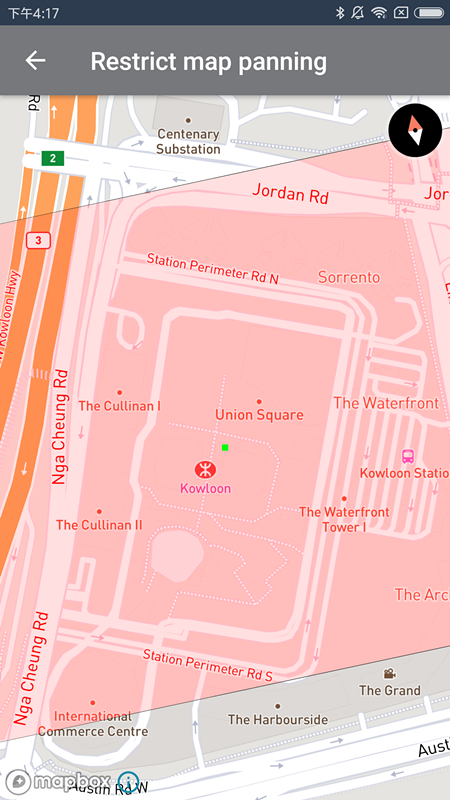 下午4:17
Restrict map panning
Rd
Centenary
Substation
2
Jordan Rd
Jor
3
Station Perimeter Rd N
Sorrento
Kowloon Hwy
Nga Cheung Rd
The Cullinan I
Union Square
The Waterfront
Kowloon Statio
Kowloon
The Waterfront
Tower I
The Cullinan II
The Arc
Nga Cheung Rd
Station Perimeter Rd S
The Grand
International
Commerce Centre
The Harbourside
Aust
mapbox
Austin Rd W